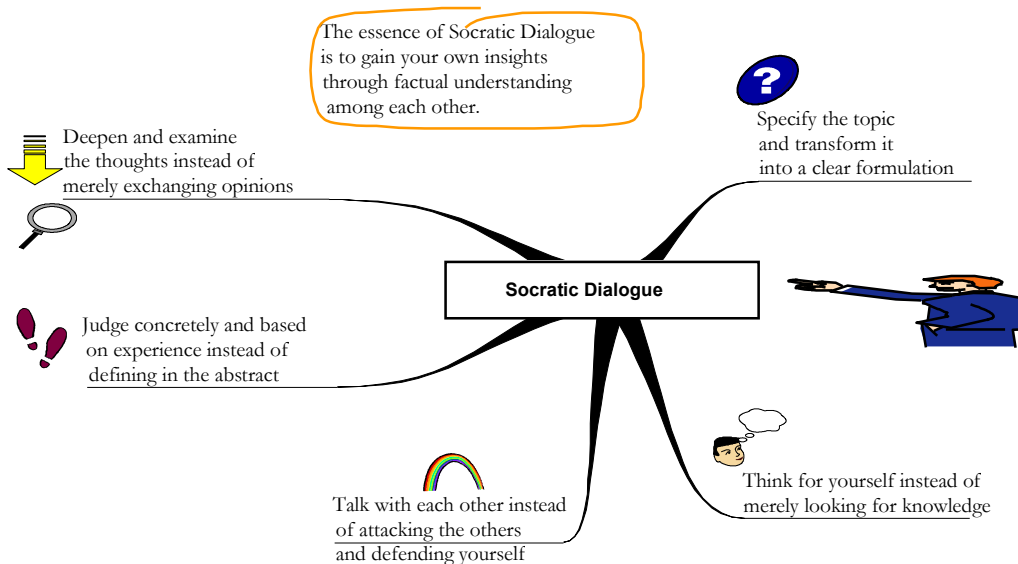 The essence of Socratic Dialogue
is to gain your own insights
through factual understanding
among each other.
?
Specify the topic
and transform it
into a clear formulation
Deepen and examine
the thoughts instead of
merely exchanging opinions
Socratic Dialogue
Judge concretely and based
on experience instead of
defining in the abstract
Think for yourself instead of
merely looking for knowledge
Talk with each other instead
of attacking the others
and defending yourself